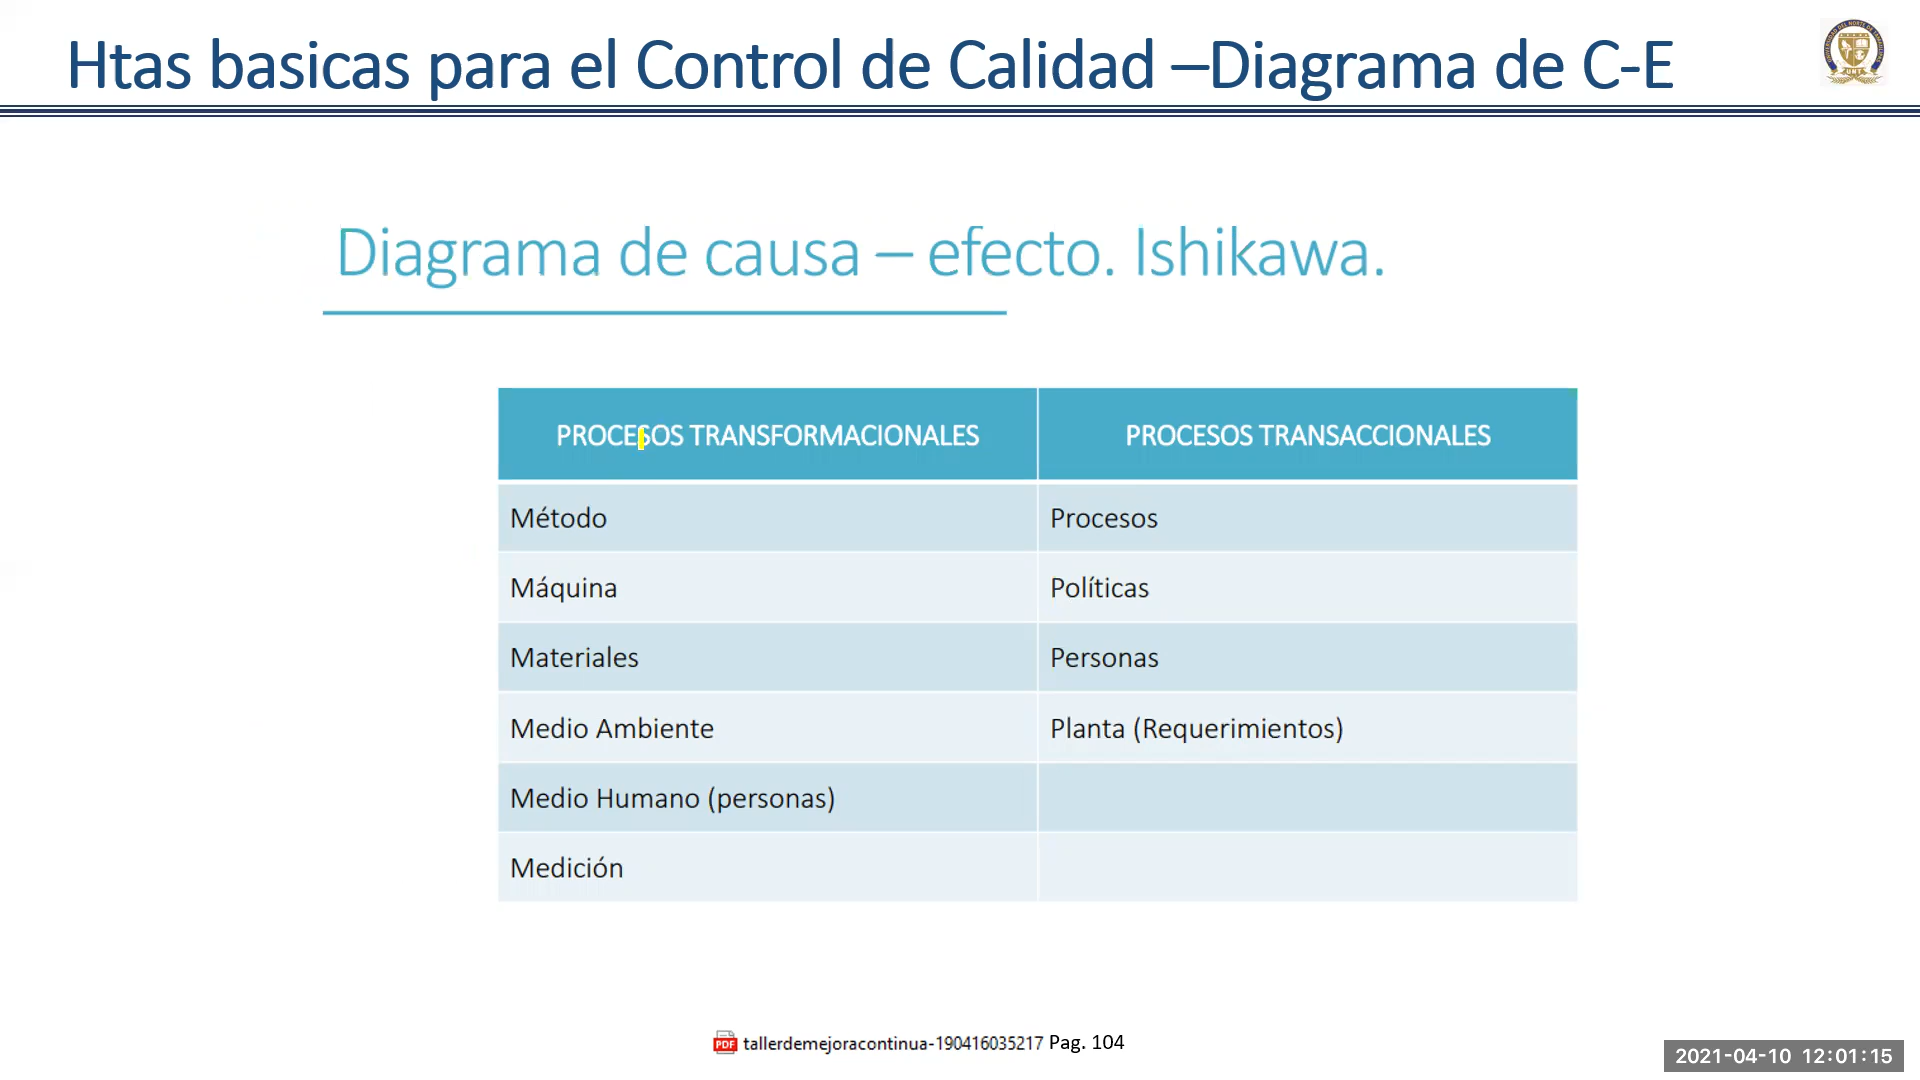 Htas basicas para el Control de Calidad –Diagrama de C-E
Diagrama de causa – efecto. Ishikawa.
PROCESOS TRANSFORMACIONALES PROCESOS TRANSACCIONALES
Método Procesos
Máquina Políticas
Materiales Personas
Medio Ambiente Planta (Requerimientos)
Medio Humano (personas)
Medición
PDF tallerdemejoracontinua-190416035217 Pag. 104
2021-04-10 12:01:15